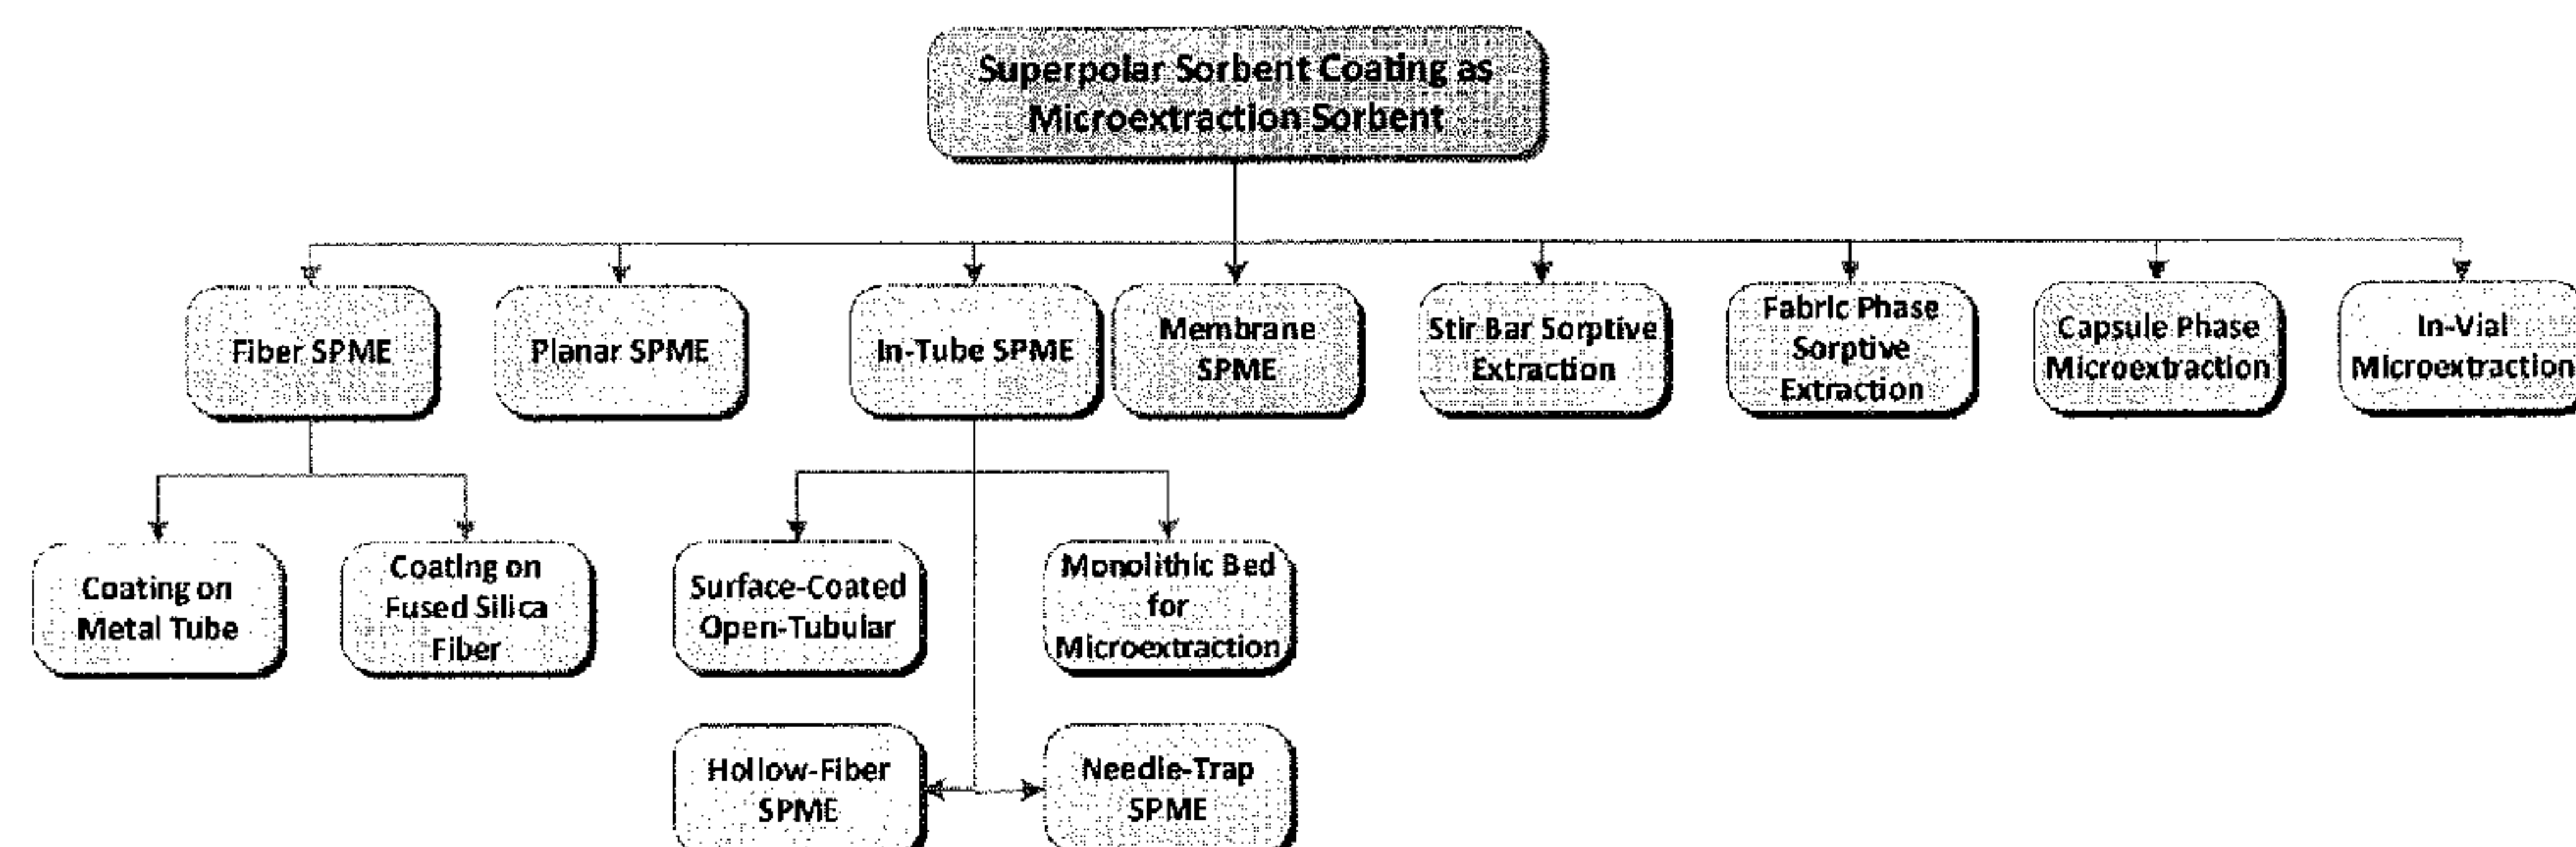 Superpolar Sorbent Coating as
Microextraction Sorbent
Fiber SPME
Planar SPME
In-Tube SPME
Membrane
SPME
Stir Bar Sorptive
Extraction
Fabric Phase
Sorptive
Extraction
Capsule Phase
Microextraction
In-Vial
Microextraction
Coating on
Metal Tube
Coating on
Fused Silica
Fiber
Surface-Coated
Open-Tubular
Monolithic Bed
for
Microextraction
Hollow-Fiber
SPME
Needle-Trap
SPME